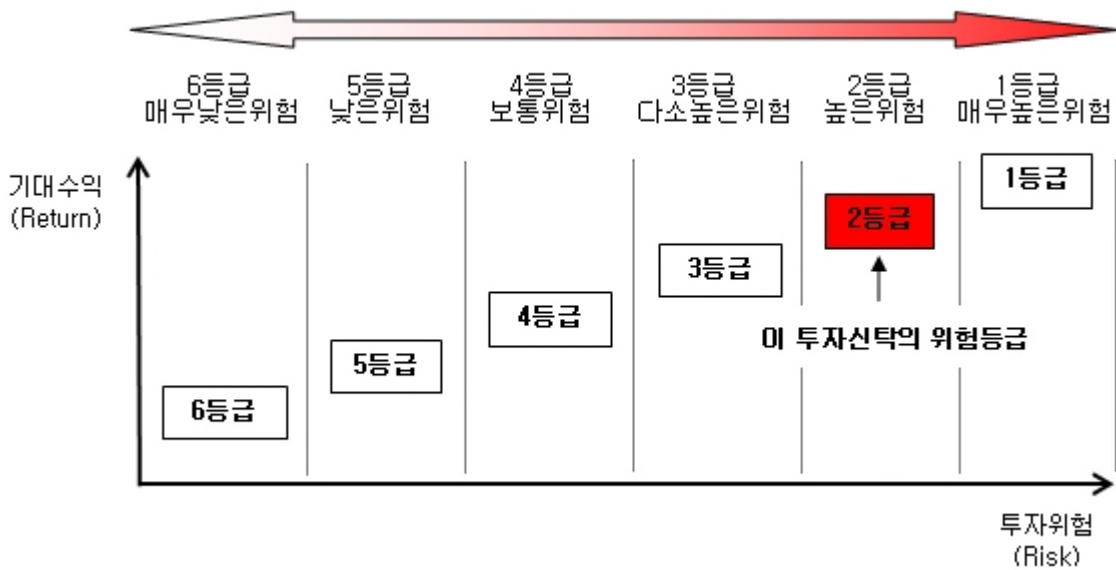 6등급 5등급 4등급 3등급 2등급 1등급
매우낮은위험 낮은위험 보통위험 다소높은위험 높은위험 매우높은위험
기대수익
(Return)
1등급
2등급
3등급
4등급
이 투자신탁의 위험등급
5등급
6등급
투자위험
(Risk)